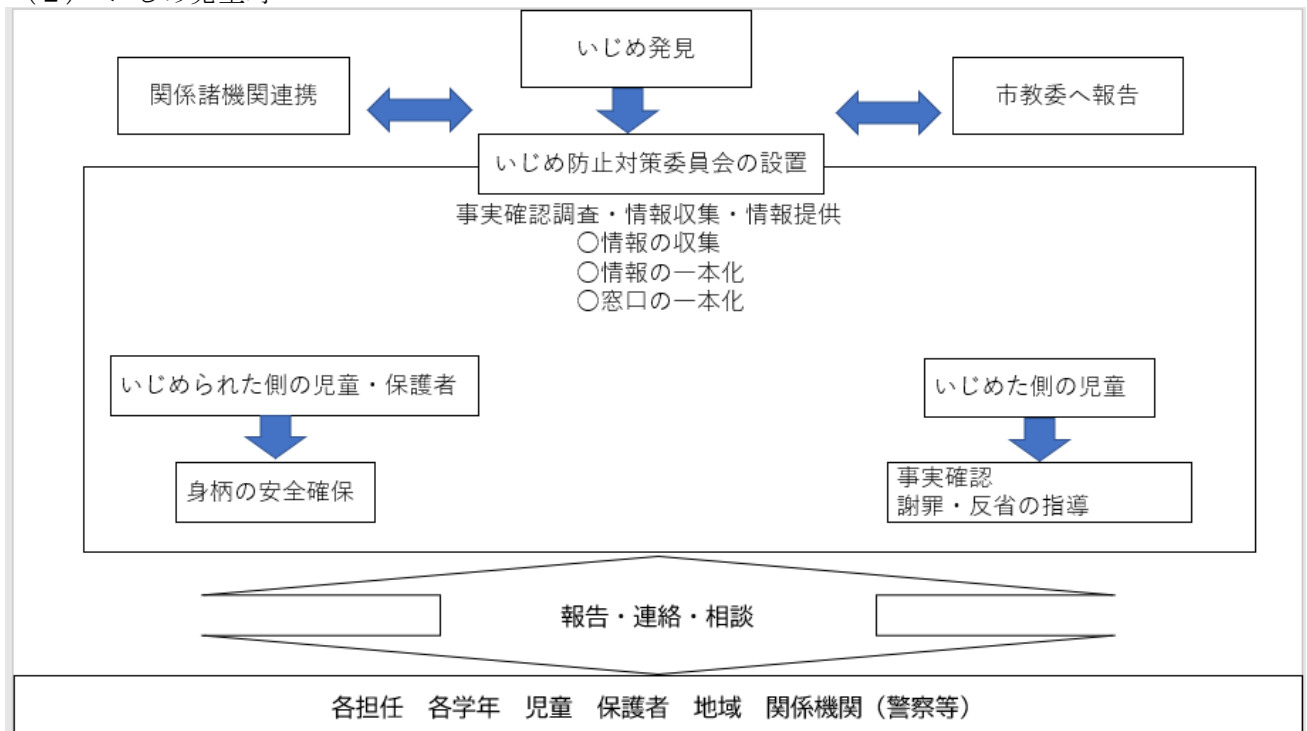 いじめ発見
関係諸機関連携
市教委へ報告
いじめ防止対策委員会の設置
事実確認調査・情報収集・情報提供
〇情報の収集
〇情報の一本化
〇窓口の一本化
いじめられた側の児童・保護者
いじめた側の児童
身柄の安全確保
事実確認
謝罪・反省の指導
報告・連絡・相談
各担任　各学年　児童　保護者　地域　関係機関（警察等）